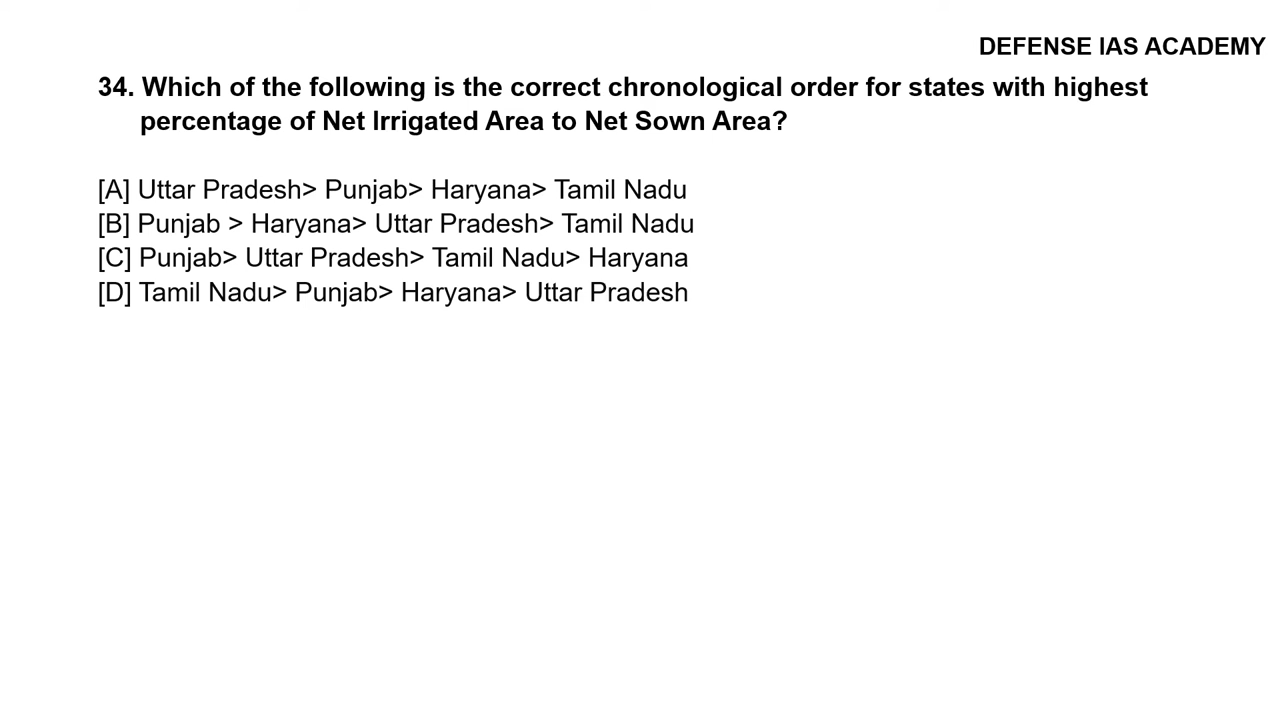 DEFENSE IAS ACADEMY
34. Which of the following is the correct chronological order for states with highest
percentage of Net Irrigated Area to Net Sown Area?
[A] Uttar Pradesh> Punjab> Haryana> Tamil Nadu
[B] Punjab > Haryana> Uttar Pradesh> Tamil Nadu
[C] Punjab> Uttar Pradesh> Tamil Nadu> Haryana
[D] Tamil Nadu> Punjab> Haryana> Uttar Pradesh